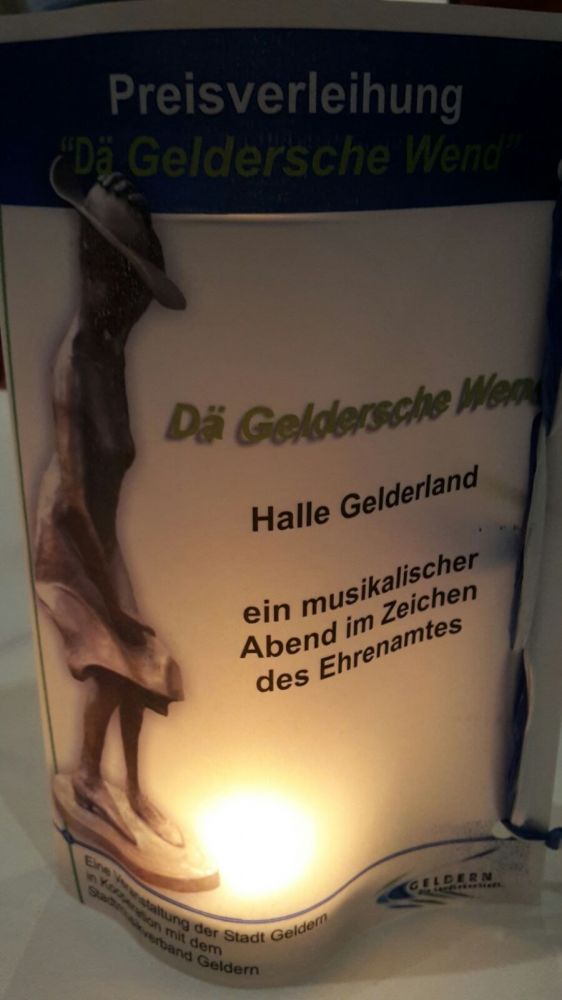 Preisverleihung
"Dä Geldersche Wend"
Dä Geldersche Wend
Halle Gelderland
ein musikalischer
Abend im Zeichen
des Ehrenamtes
Eine Veranstaltung der Stadt Geldern
in Kooperation mit dem
Stadtmusikverband Geldern
GELDERN